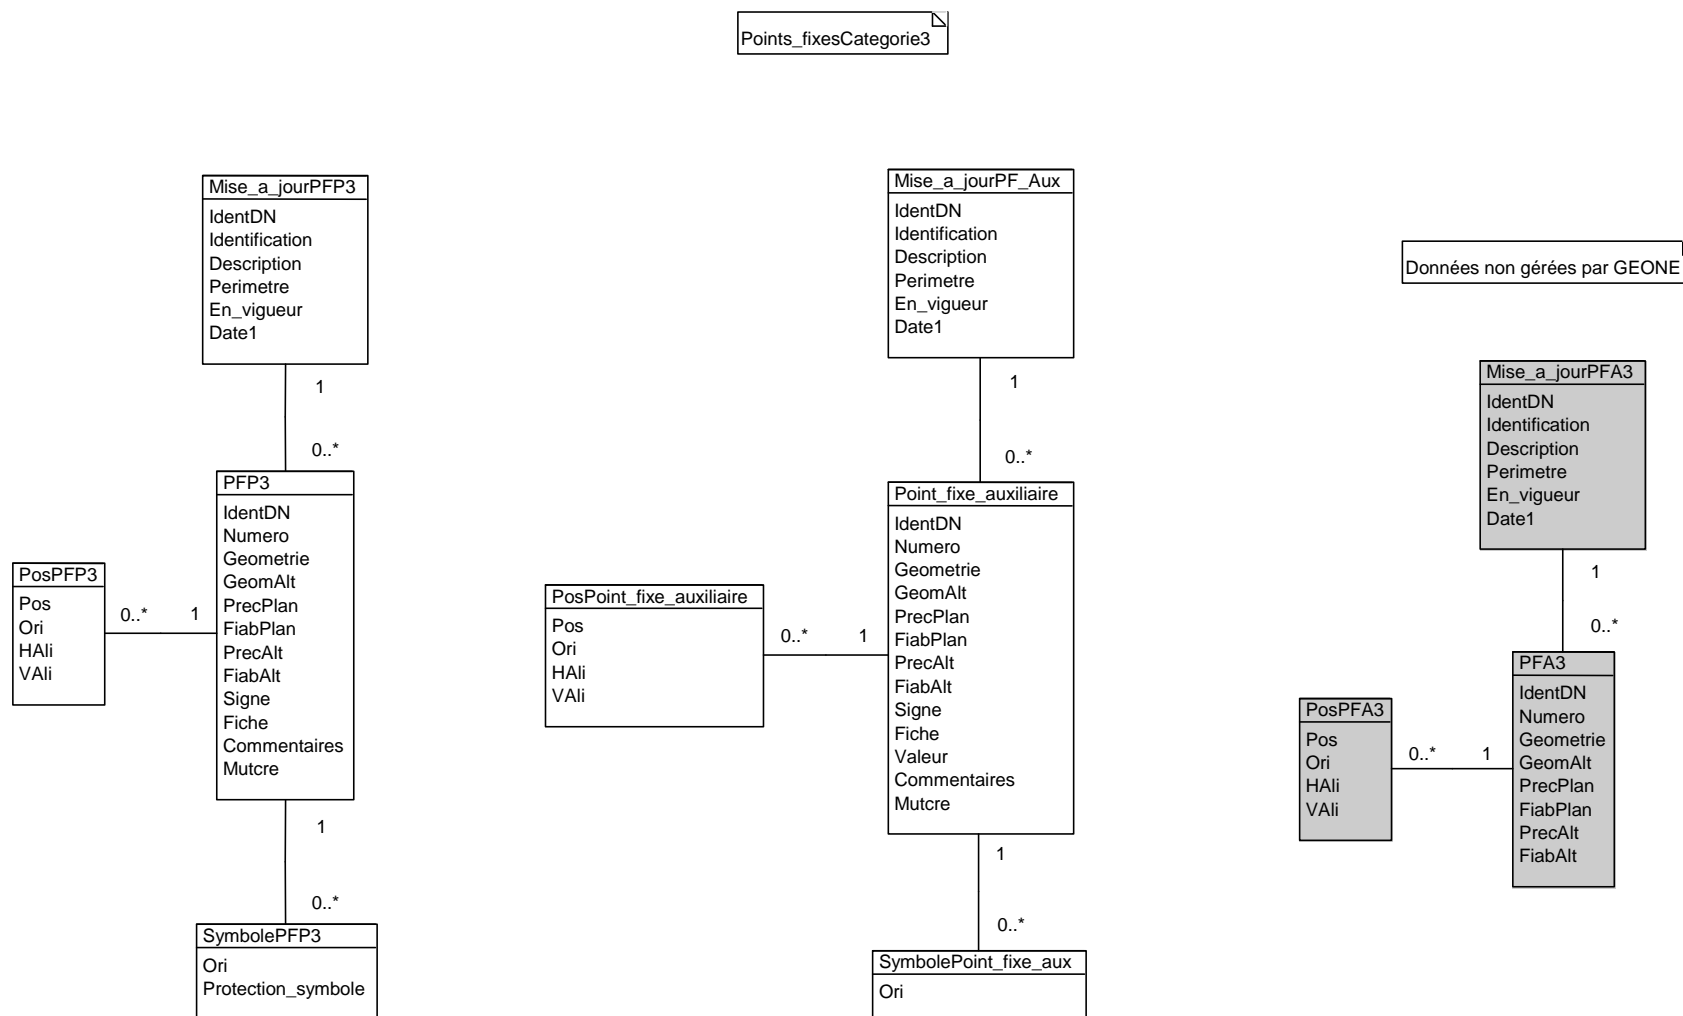 Points_fixesCategorie3
Mise_a_jourPFP3
IdentDN
Identification
Description
Perimetre
En_vigueur
Date1
1
0..*
PFP3
IdentDN
Numero
Geometrie
GeomAlt
PrecPlan
FiabPlan
PrecAlt
FiabAlt
Signe
Fiche
Commentaires
Mutcre
PosPFP3
Pos
Ori
HAli
VAli
0..*
1
1
0..*
SymbolePFP3
Ori
Protection_symbole
Mise_a_jourPF_Aux
IdentDN
Identification
Description
Perimetre
En_vigueur
Date1
1
0..*
Point_fixe_auxiliaire
IdentDN
Numero
Geometrie
GeomAlt
PrecPlan
FiabPlan
PrecAlt
FiabAlt
Signe
Fiche
Valeur
Commentaires
Mutcre
PosPoint_fixe_auxiliaire
Pos
Ori
HAli
VAli
0..*
1
1
0..*
SymbolePoint_fixe_aux
Ori
Données non gérées par GEONE
Mise_a_jourPFA3
IdentDN
Identification
Description
Perimetre
En_vigueur
Date1
1
0..*
PFA3
IdentDN
Numero
Geometrie
GeomAlt
PrecPlan
FiabPlan
PrecAlt
FiabAlt
PosPFA3
Pos
Ori
HAli
VAli
0..*
1